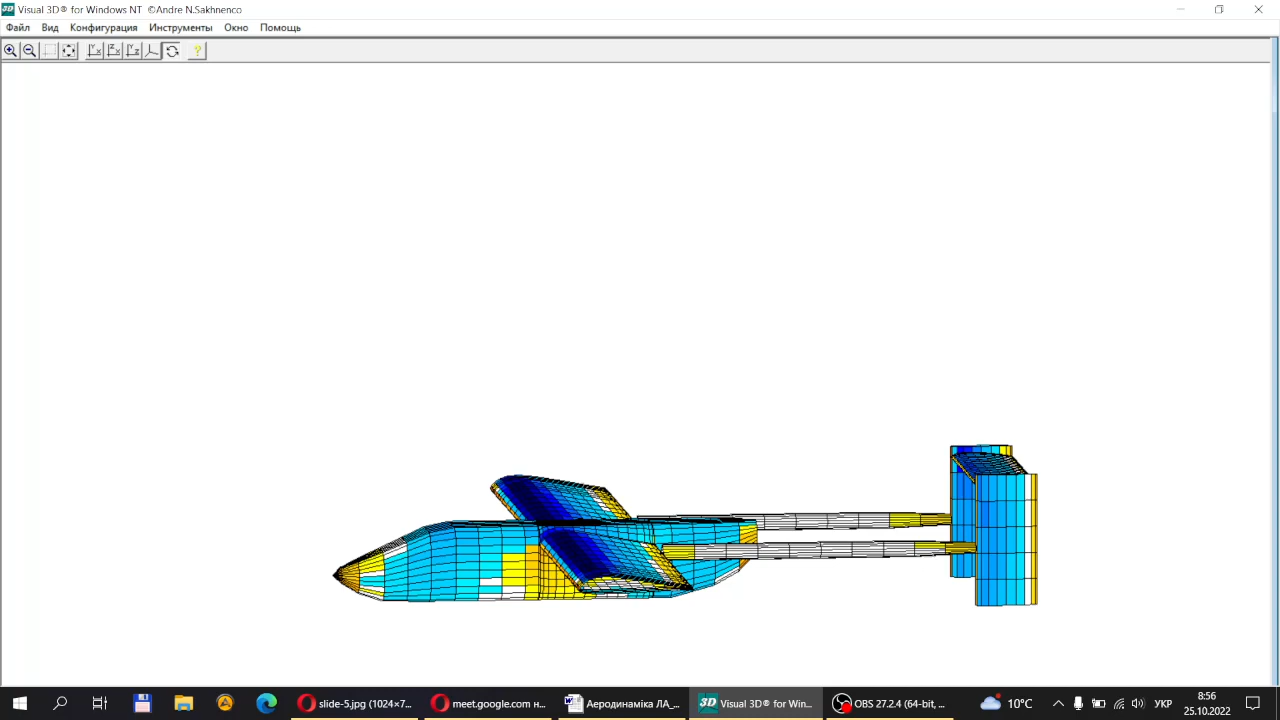 3D Visual 3D® for Windows NT ©Andre N.Sakhnenco
Файл Вид Конфигурация Инструменты Окно Помощь
Y X Z X Y Z ?
slide-5.jpg (1024×7... meet.google.com н... Аеродинаміка ЛА_... 3D Visual 3D® for Win... OBS 27.2.4 (64-bit, ... 10°C УКР 8:56
25.10.2022